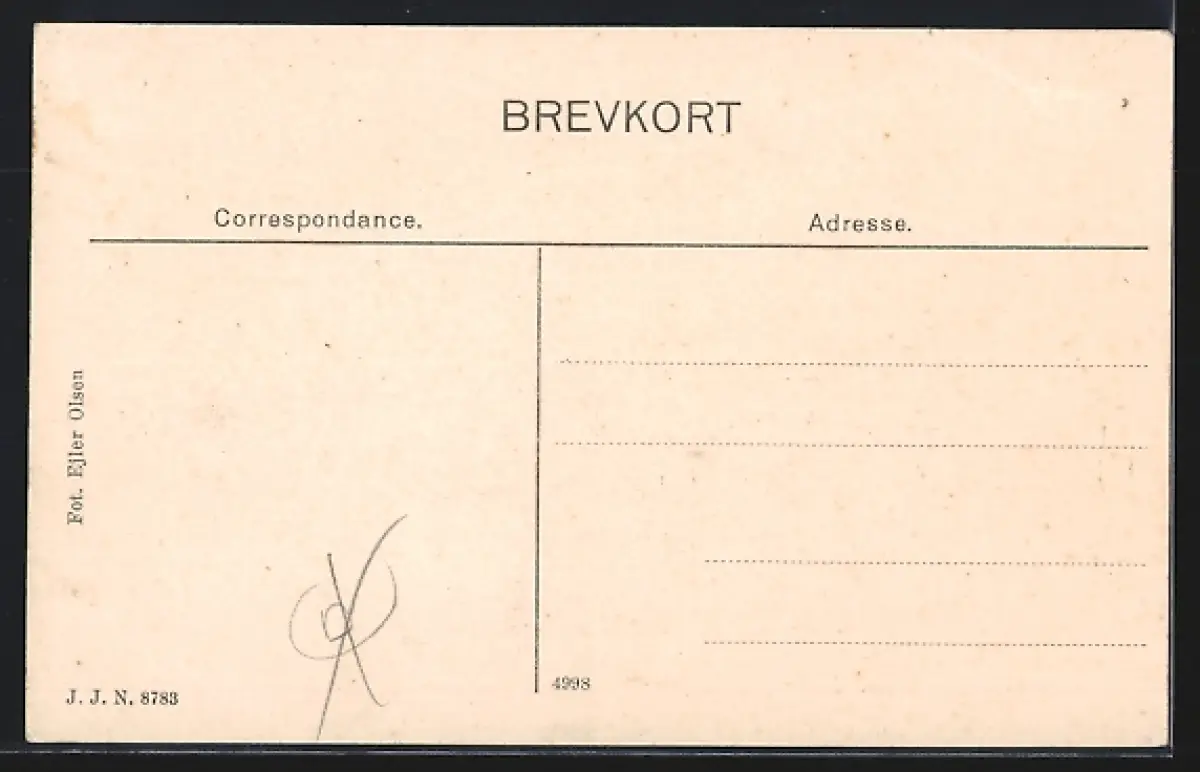 BREVKORT
Correspondance.
Adresse.
Fot. Ejler Olsen
J. J. N. 8783
4998